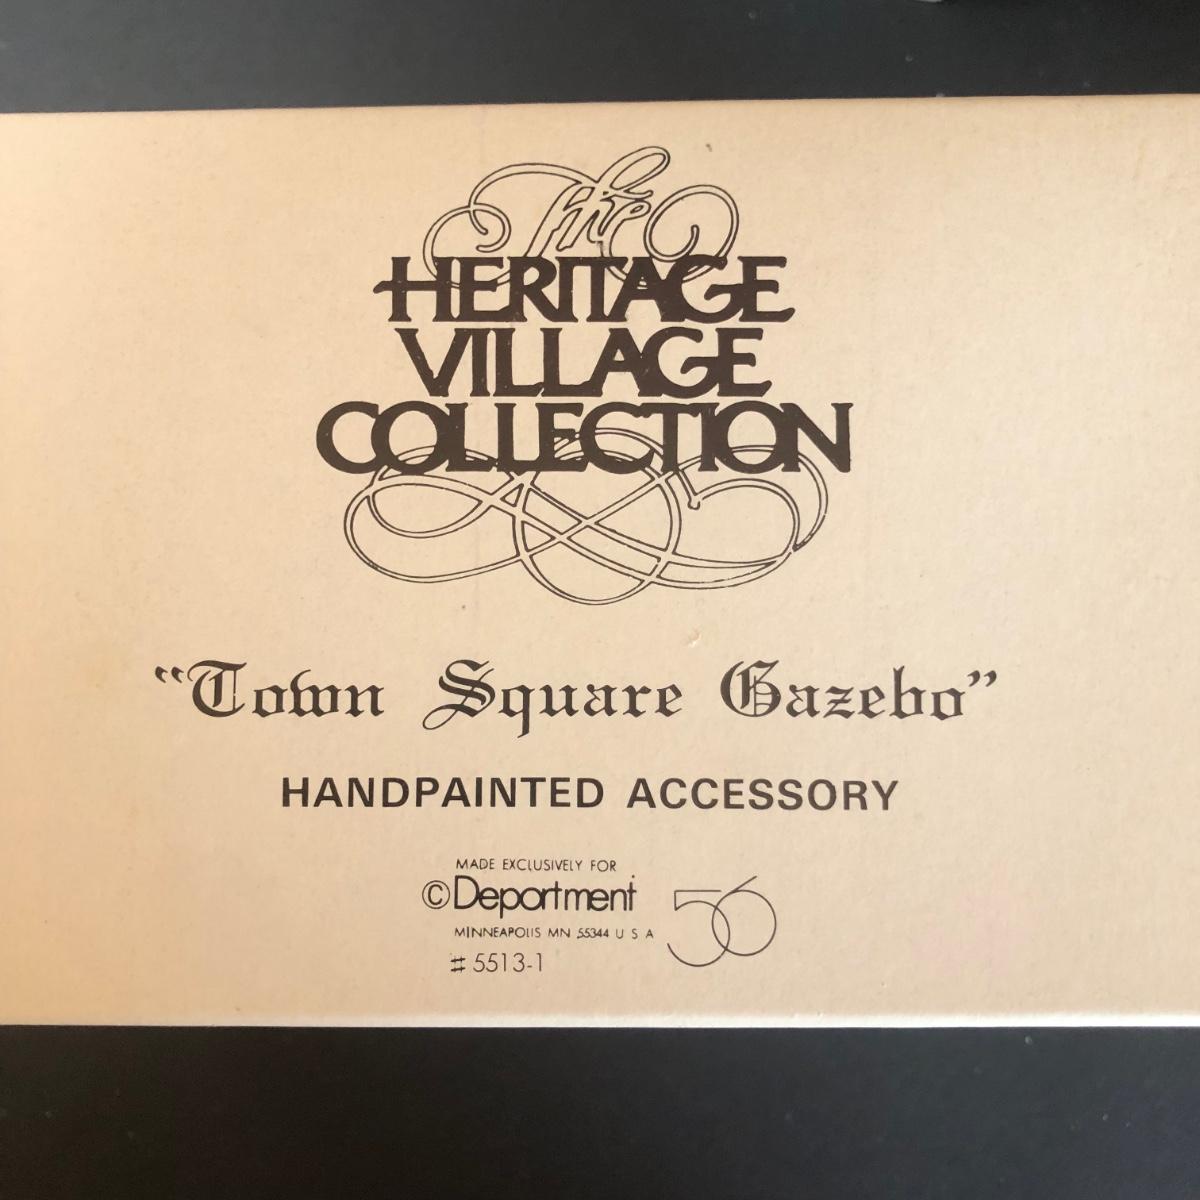 The
HERITAGE
VILLAGE
COLLECTION
“Town Square Gazebo”
HANDPAINTED ACCESSORY
MADE EXCLUSIVELY FOR
©Department 56
MINNEAPOLIS MN 55344 U S A
#5513-1